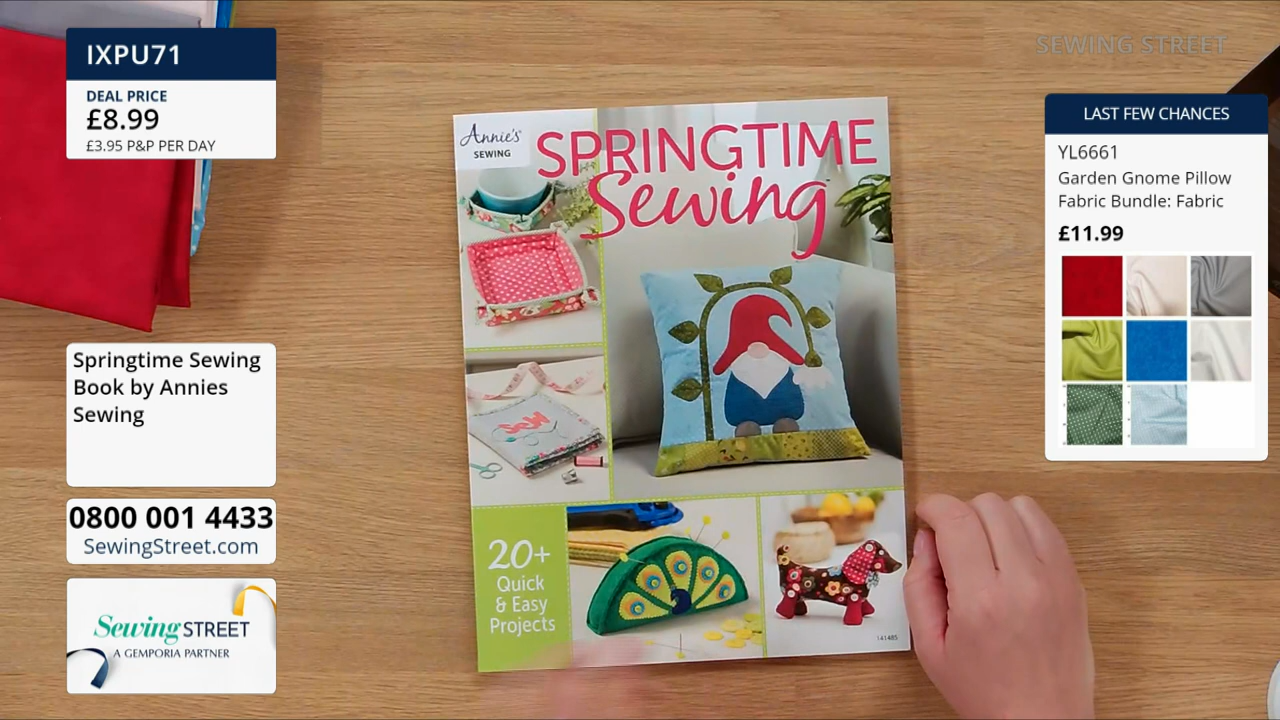 IXPU71
DEAL PRICE
£8.99
£3.95 P&P PER DAY
Springtime Sewing
Book by Annies
Sewing
0800 001 4433
SewingStreet.com
Sewing STREET
A GEMPORIA PARTNER
Annie's
SEWING
SPRINGTIME
Sewing
SeW
20+
Quick
& Easy
Projects
141485
SEWING STREET
LAST FEW CHANCES
YL6661
Garden Gnome Pillow
Fabric Bundle: Fabric
£11.99